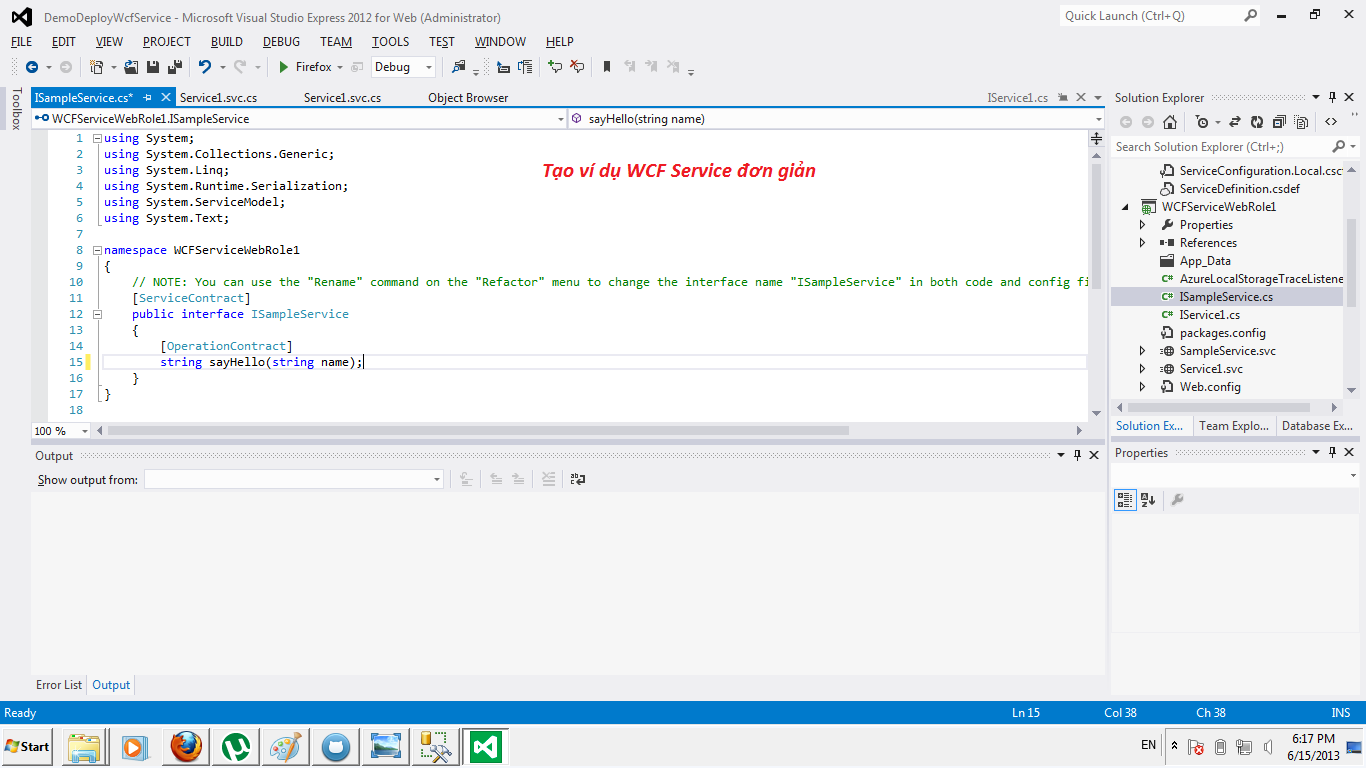 DemoDeployWcfService - Microsoft Visual Studio Express 2012 for Web (Administrator)
Quick Launch (Ctrl+Q)
FILE EDIT VIEW PROJECT BUILD DEBUG TEAM TOOLS TEST WINDOW HELP
Firefox Debug
Toolbox
ISampleService.cs* Service1.svc.cs Service1.svc.cs Object Browser IService1.cs
WCFServiceWebRole1.ISampleService sayHello(string name)
Tạo ví dụ WCF Service đơn giản
1 using System;
2 using System.Collections.Generic;
3 using System.Linq;
4 using System.Runtime.Serialization;
5 using System.ServiceModel;
6 using System.Text;
7
8 namespace WCFServiceWebRole1
9 {
10 // NOTE: You can use the "Rename" command on the "Refactor" menu to change the interface name "ISampleService" in both code and config fi
11 [ServiceContract]
12 public interface ISampleService
13 {
14 [OperationContract]
15 string sayHello(string name);
16 }
17 }
18
100 %
Output
Show output from:
Error List Output
Solution Explorer
Search Solution Explorer (Ctrl+;)
ServiceConfiguration.Local.csc
ServiceDefinition.csdef
WCFServiceWebRole1
Properties
References
App_Data
AzureLocalStorageTraceListene
ISampleService.cs
IService1.cs
packages.config
SampleService.svc
Service1.svc
Web.config
Solution Ex... Team Explo... Database Ex...
Properties
Ready Ln 15 Col 38 Ch 38 INS
Start EN 6:17 PM
6/15/2013